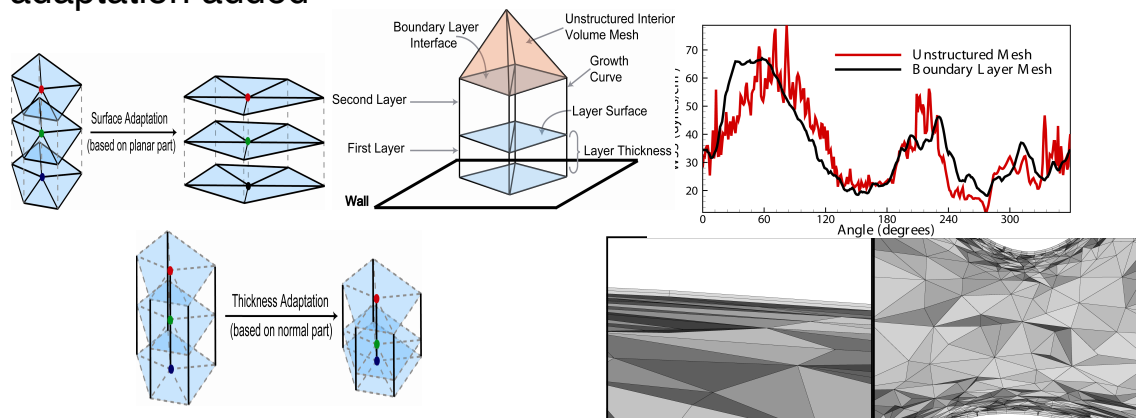 adaptation added
Surface Adaptation
(based on planar part)
Boundary Layer
Interface
Unstructured Interior
Volume Mesh
Growth
Curve
Second Layer
Layer Surface
First Layer
Layer Thickness
Wall
Unstructured Mesh
Boundary Layer Mesh
70
60
50
40
30
20
0
60
120
180
240
300
Angle (degrees)
Thickness Adaptation
(based on normal part)